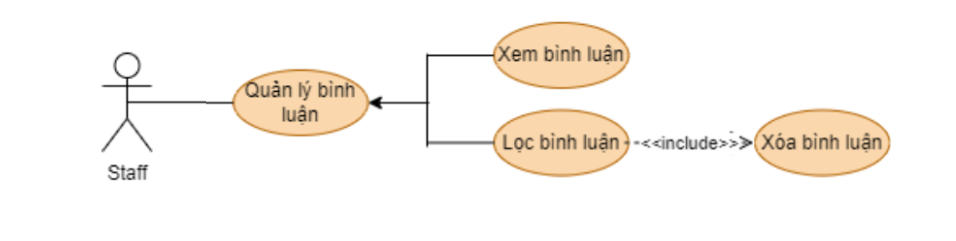 Xem bình luận
Quản lý bình
luận
Lọc bình luận
<<include>>
Xóa bình luận
Staff